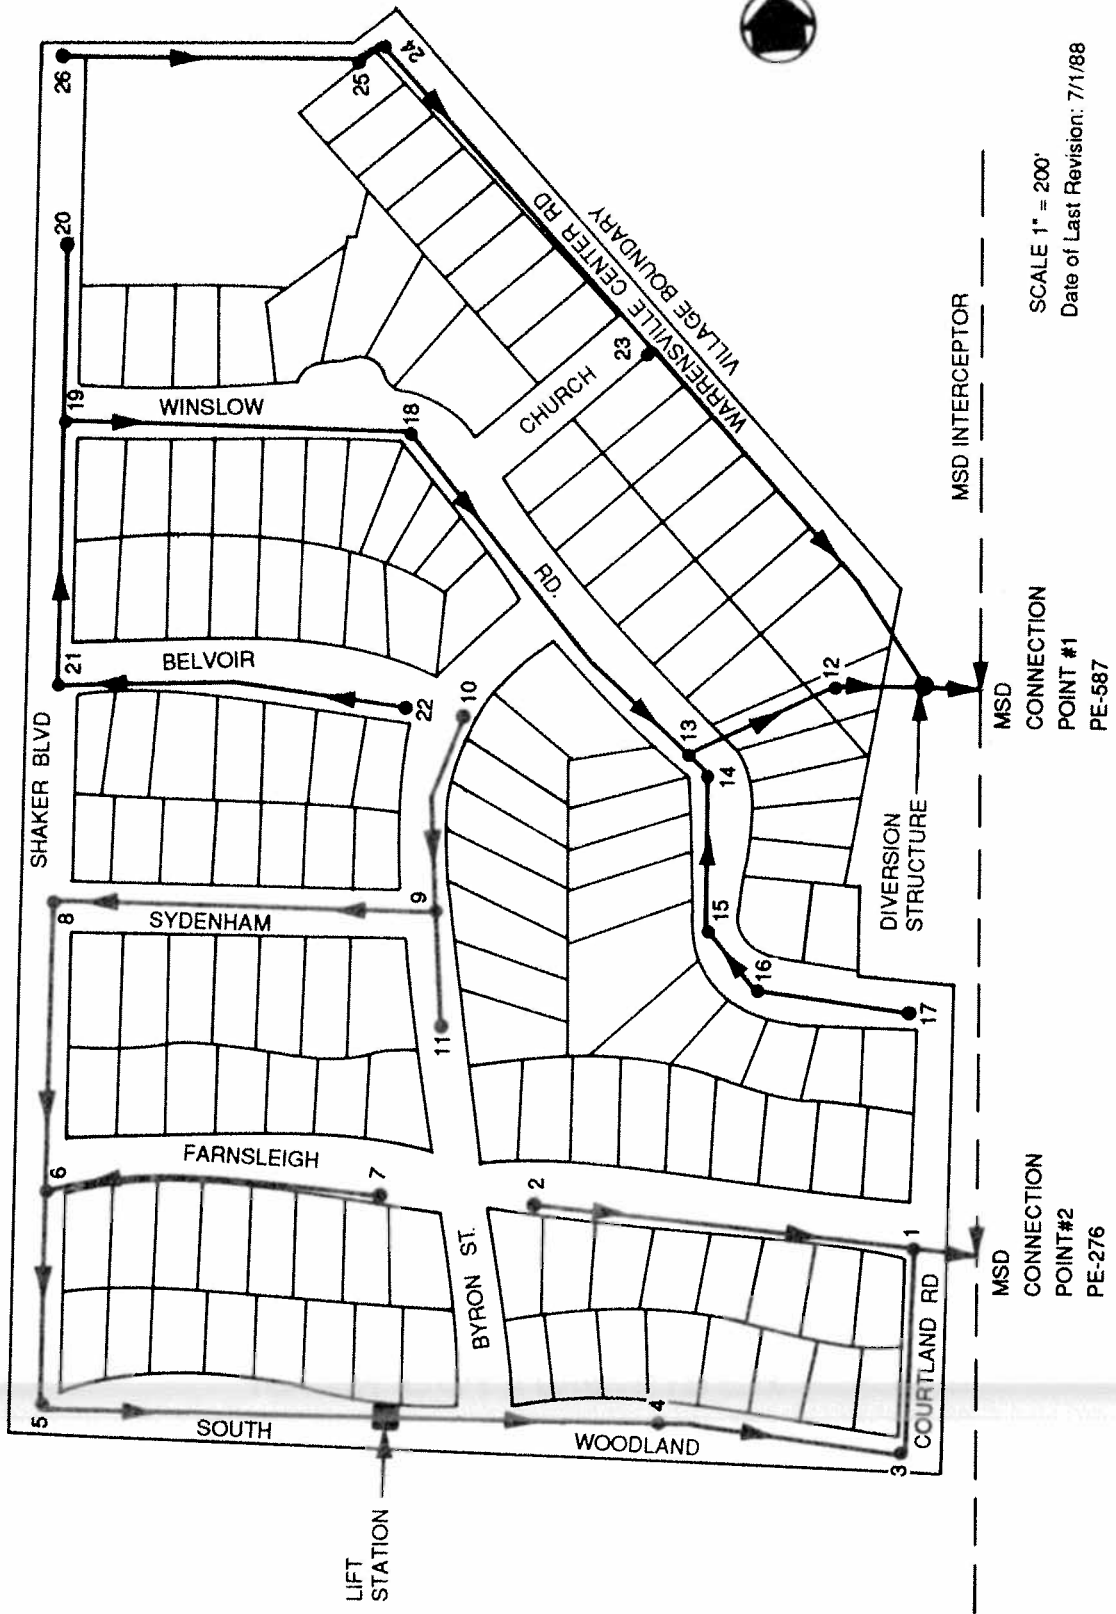 26
25
24
20
19
WINSLOW
18
SHAKER BLVD
21
BELVOIR
22
10
RD.
CHURCH
23
WARRENSVILLE CENTER RD
VILLAGE BOUNDARY
13
12
14
15
16
17
8
SYDENHAM
9
11
6
FARNSLEIGH
7
2
BYRON ST.
5
SOUTH
WOODLAND
4
3
COURTLAND RD
1
LIFT
STATION
DIVERSION
STRUCTURE
MSD INTERCEPTOR
MSD
CONNECTION
POINT #1
PE-587
MSD
CONNECTION
POINT#2
PE-276
SCALE 1" = 200'
Date of Last Revision: 7/1/88